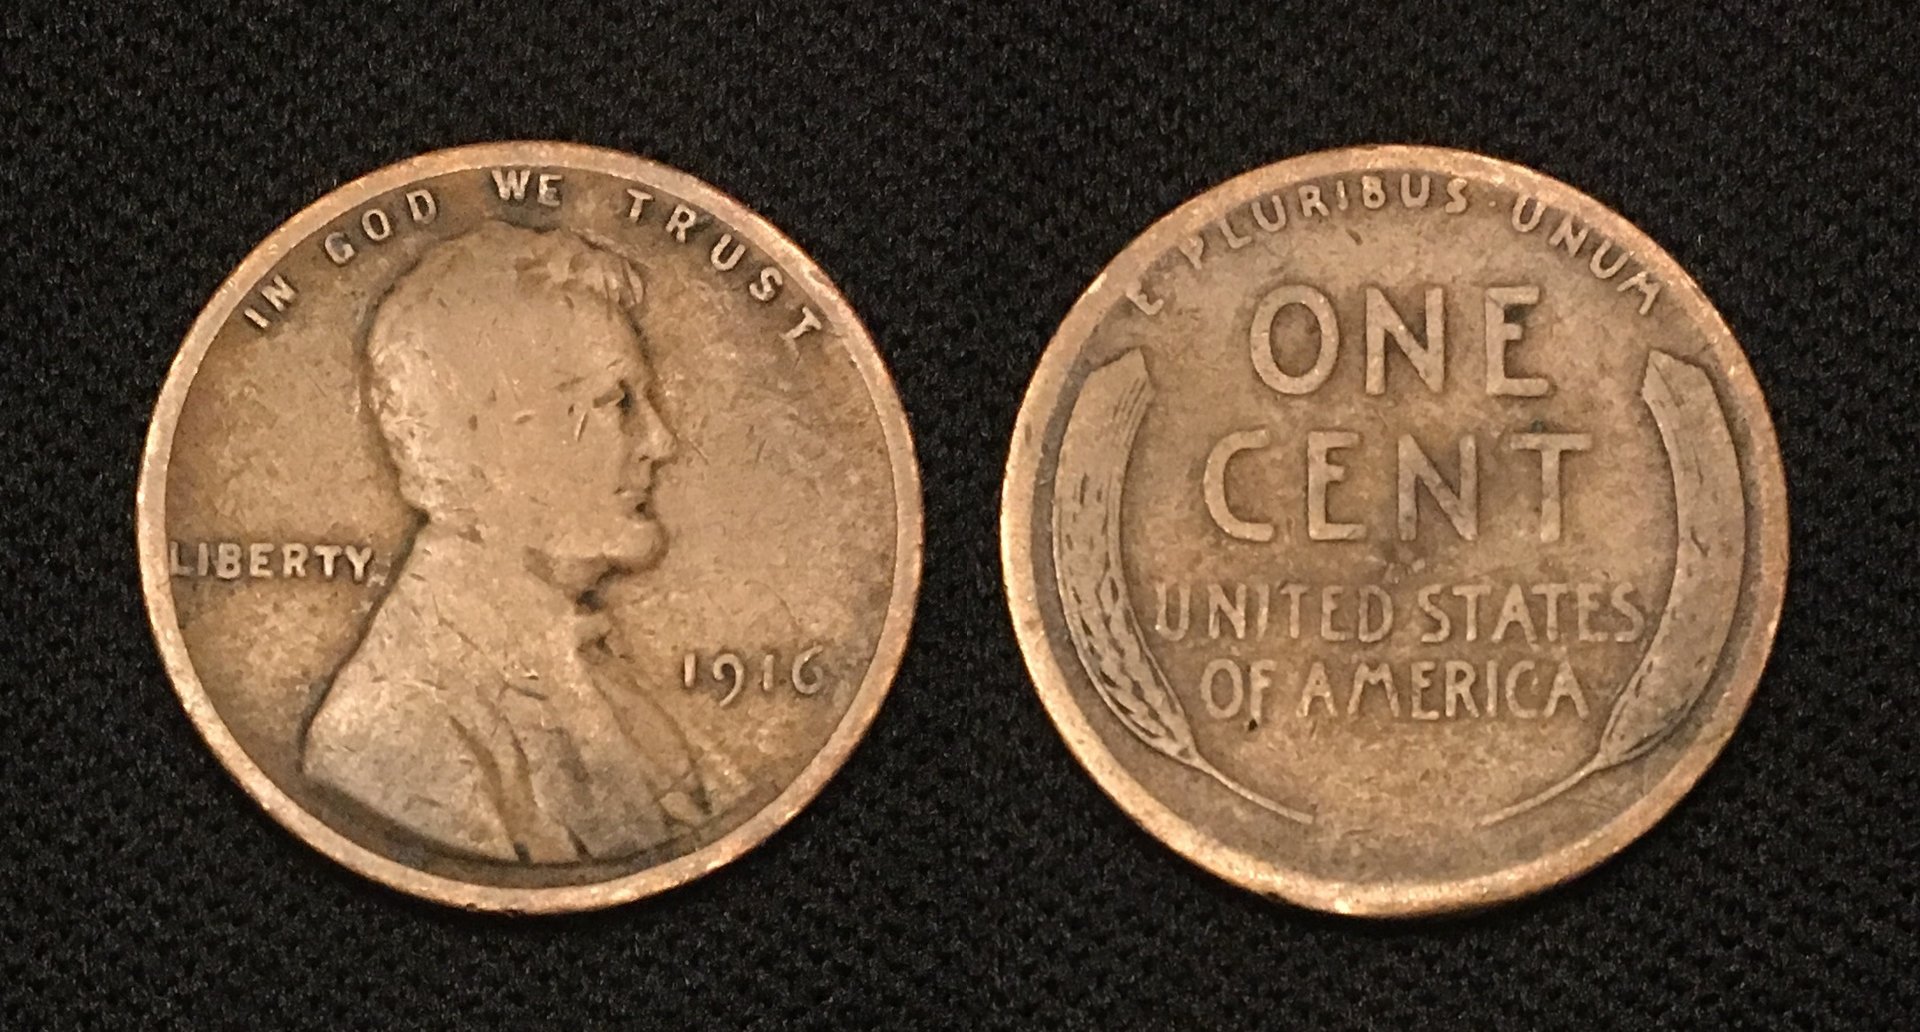 IN GOD WE TRUST
LIBERTY
1916
E·PLURIBUS·UNUM
ONE
CENT
UNITED STATES
OF AMERICA